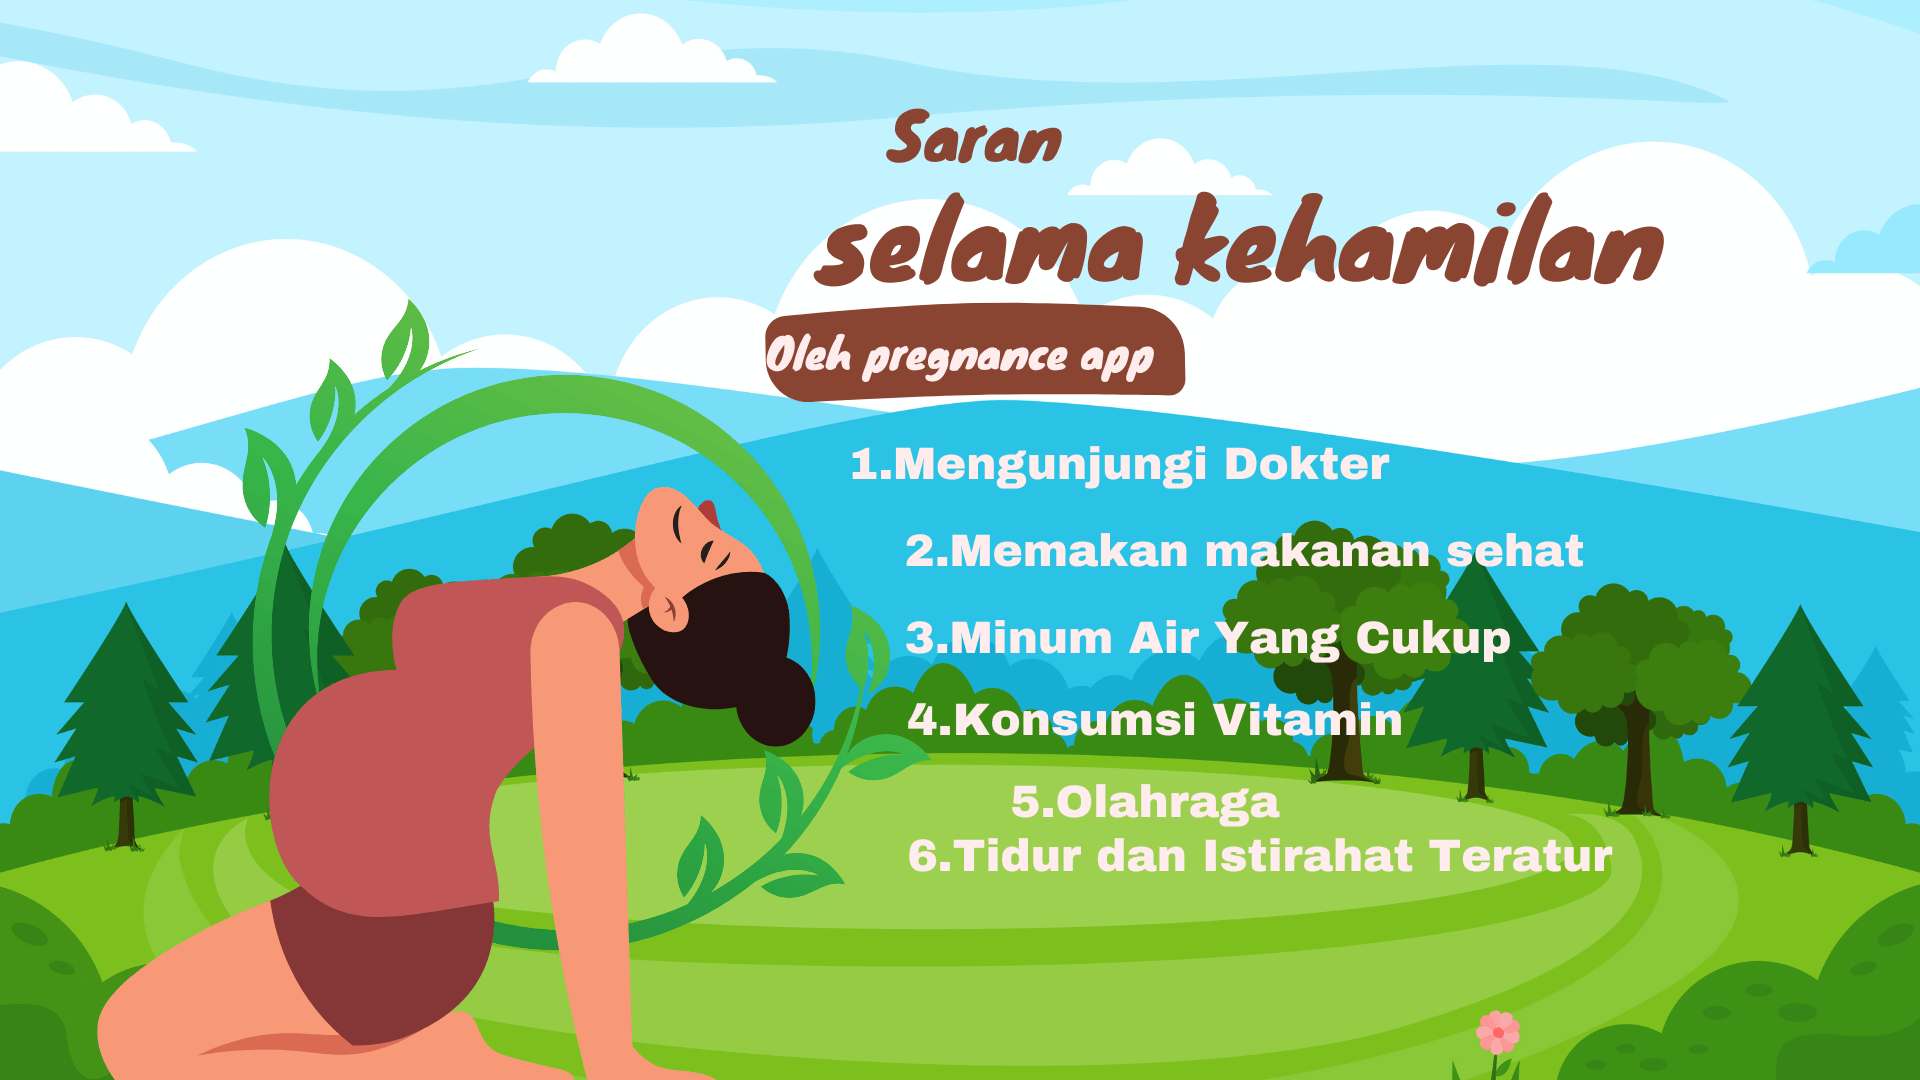 Saran
selama kehamilan
Oleh pregnance app
1.Mengunjungi Dokter
2.Memakan makanan sehat
3.Minum Air Yang Cukup
4.Konsumsi Vitamin
5.Olahraga
6.Tidur dan Istirahat Teratur